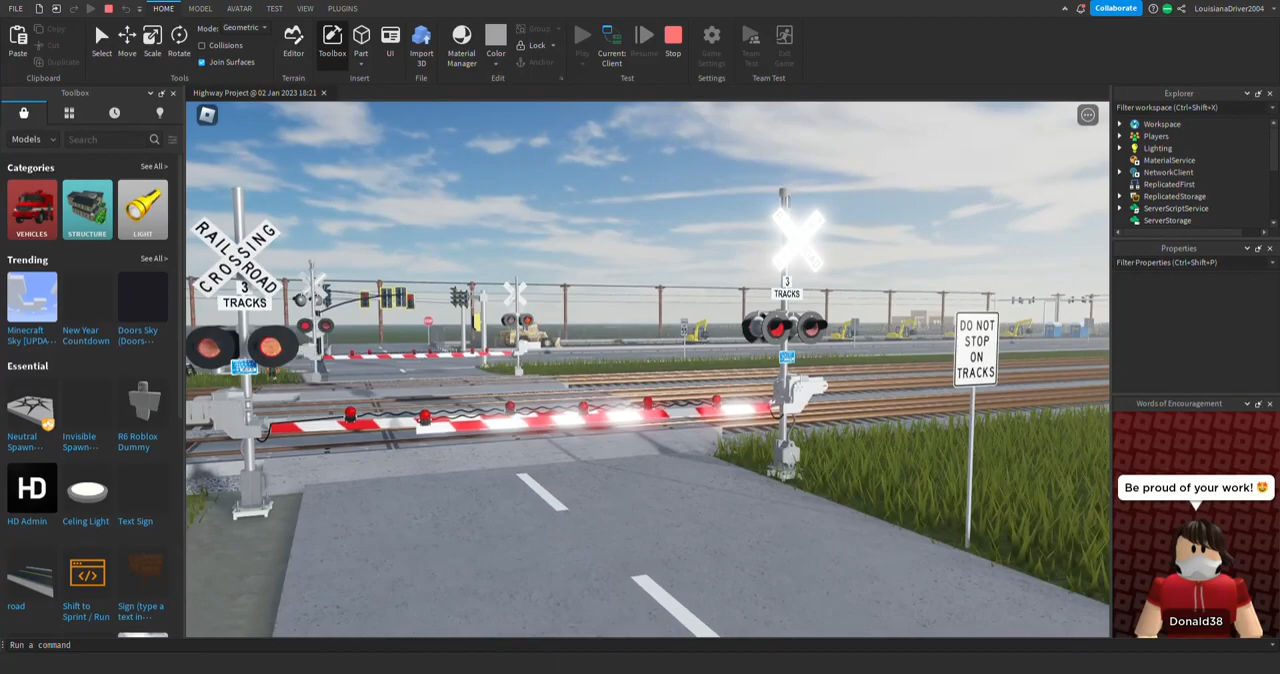 FILE
HOME
MODEL
AVATAR
TEST
VIEW
PLUGINS
Collaborate
LouisianaDriver2004
Paste
Copy
Cut
Duplicate
Clipboard
Select
Move
Scale
Rotate
Mode: Geometric
Collisions
Join Surfaces
Tools
Editor
Terrain
Toolbox
Part
UI
Insert
Import
3D
File
Material
Manager
Color
Group
Lock
Anchor
Edit
Play
Current:
Client
Resume
Stop
Test
Game
Settings
Settings
Team
Test
Exit
Game
Team Test
Toolbox
Highway Project @ 02 Jan 2023 18:21
Models
Search
Categories
See All >
VEHICLES
STRUCTURE
LIGHT
Trending
See All >
Minecraft
Sky [UPDA...
New Year
Countdown
Doors Sky
(Doors...
Essential
Neutral
Spawn...
Invisible
Spawn...
R6 Roblox
Dummy
HD
HD Admin
Celing Light
Text Sign
road
Shift to
Sprint / Run
Sign (type a
text in...
RAILROAD
CROSSING
3
TRACKS
3
TRACKS
DO NOT
STOP
ON
TRACKS
Explorer
Filter workspace (Ctrl+Shift+X)
Workspace
Players
Lighting
MaterialService
NetworkClient
ReplicatedFirst
ReplicatedStorage
ServerScriptService
ServerStorage
Properties
Filter Properties (Ctrl+Shift+P)
Words of Encouragement
Be proud of your work! 🤩
Donald38
Run a command